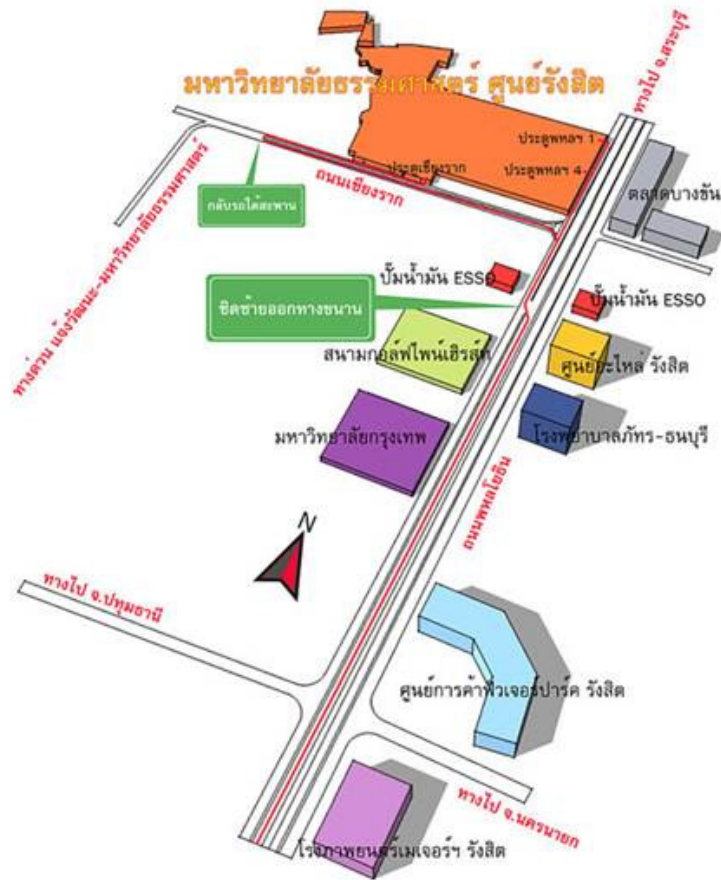 มหาวิทยาลัยธรรมศาสตร์ ศูนย์รังสิต
ทางไป จ.สระบุรี
ประตูพหลฯ 1
ประตูเชียงราก
ประตูพหลฯ 4
ถนนเชียงราก
ตลาดบางขัน
กลับรถใต้สะพาน
ทางด่วน แจ้งวัฒนะ-มหาวิทยาลัยธรรมศาสตร์
ปั๊มน้ำมัน ESSO
ปั๊มน้ำมัน ESSO
ชิดซ้ายออกทางขนาน
สนามกอล์ฟไพน์เฮิร์สท
ศูนย์อะไหล่ รังสิต
มหาวิทยาลัยกรุงเทพ
โรงพยาบาลภัทร-ธนบุรี
ถนนพหลโยธิน
N
ทางไป จ.ปทุมธานี
ศูนย์การค้าฟิวเจอร์ปาร์ค รังสิต
ทางไป จ.นครนายก
โรงภาพยนตร์เมเจอร์ฯ รังสิต